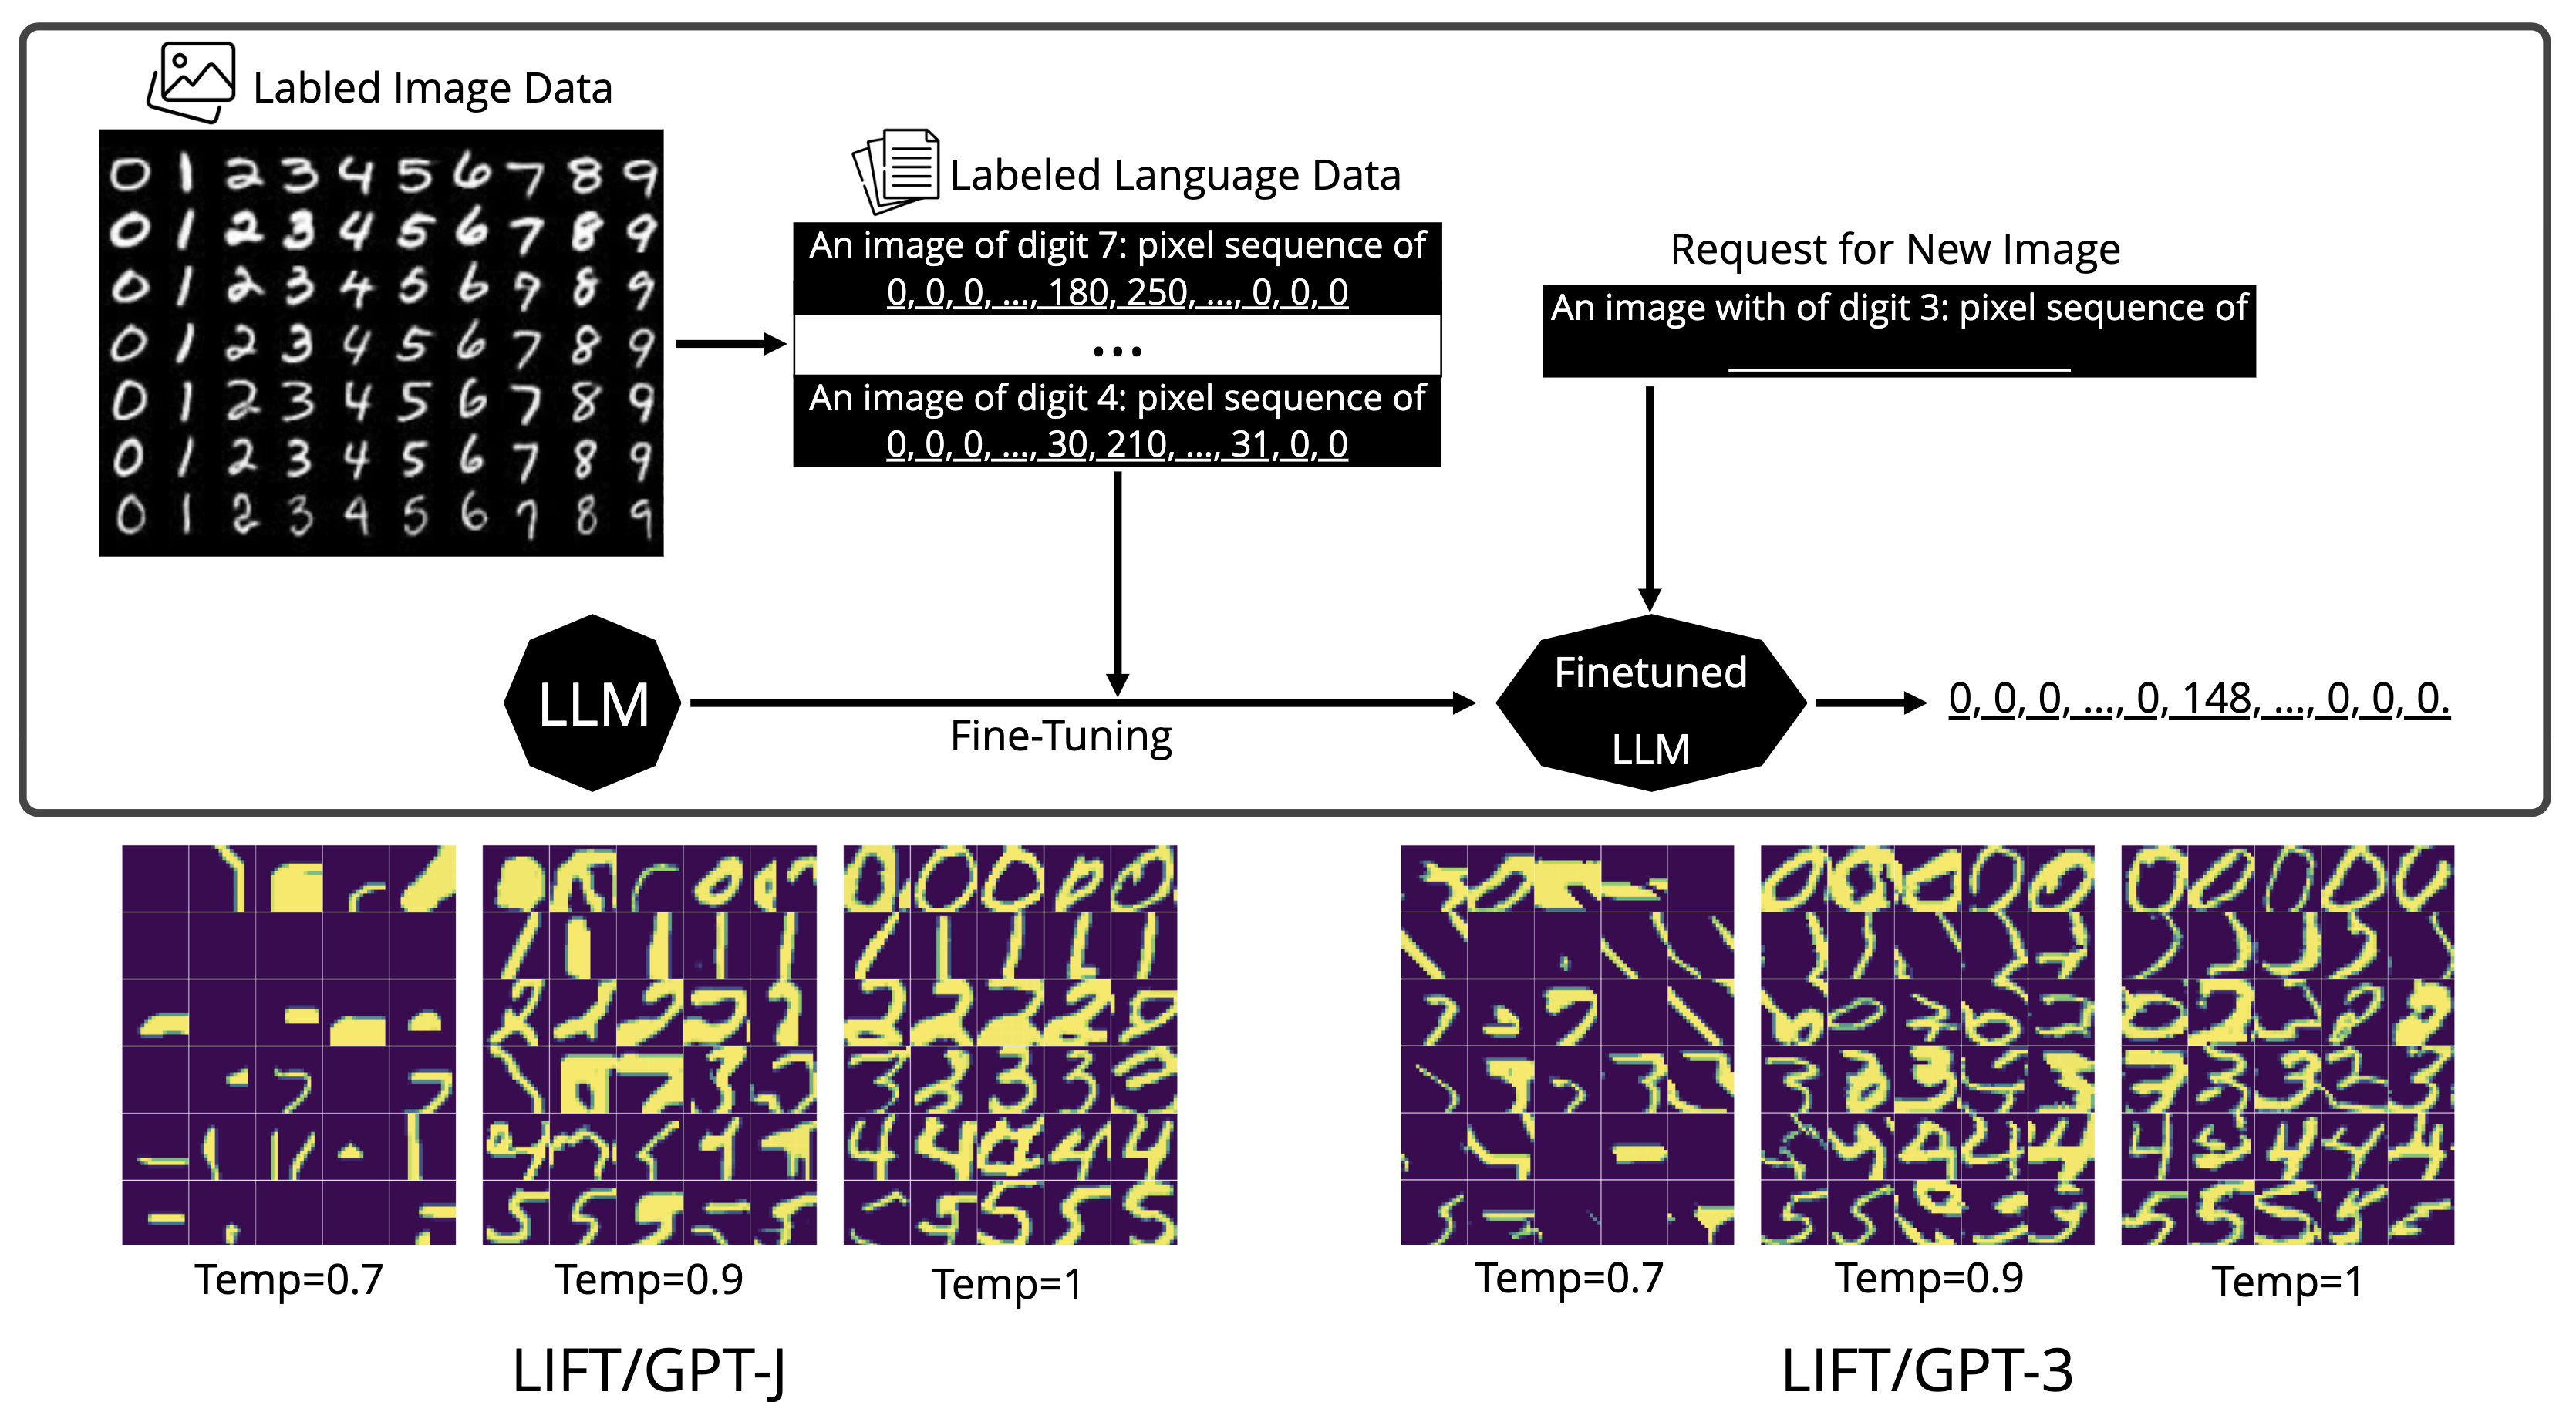 Labled Image Data
0 1 2 3 4 5 6 7 8 9
0 1 2 3 4 5 6 7 8 9
0 1 2 3 4 5 6 7 8 9
0 1 2 3 4 5 6 7 8 9
0 1 2 3 4 5 6 7 8 9
0 1 2 3 4 5 6 7 8 9
0 1 2 3 4 5 6 7 8 9
Labeled Language Data
An image of digit 7: pixel sequence of
0, 0, 0, ..., 180, 250, ..., 0, 0, 0
...
An image of digit 4: pixel sequence of
0, 0, 0, ..., 30, 210, ..., 31, 0, 0
Request for New Image
An image with of digit 3: pixel sequence of
LLM
Fine-Tuning
Finetuned
LLM
0, 0, 0, ..., 0, 148, ..., 0, 0, 0.
Temp=0.7
Temp=0.9
Temp=1
Temp=0.7
Temp=0.9
Temp=1
LIFT/GPT-J
LIFT/GPT-3